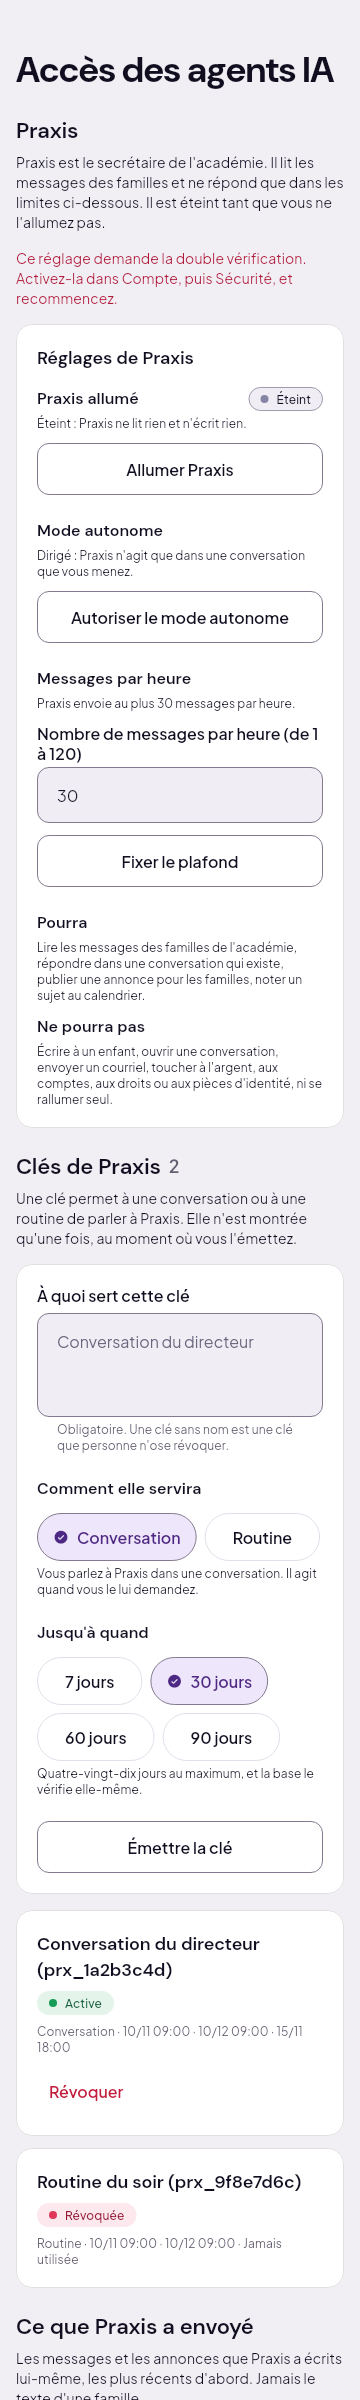 Accès des agents IA
Praxis
Praxis est le secrétaire de l'académie. Il lit les
messages des familles et ne répond que dans les
limites ci-dessous. Il est éteint tant que vous ne
l'allumez pas.
Ce réglage demande la double vérification.
Activez-la dans Compte, puis Sécurité, et
recommencez.
Réglages de Praxis
Praxis allumé
Éteint
Éteint : Praxis ne lit rien et n'écrit rien.
Allumer Praxis
Mode autonome
Dirigé : Praxis n'agit que dans une conversation
que vous menez.
Autoriser le mode autonome
Messages par heure
Praxis envoie au plus 30 messages par heure.
Nombre de messages par heure (de 1
à 120)
30
Fixer le plafond
Pourra
Lire les messages des familles de l'académie,
répondre dans une conversation qui existe,
publier une annonce pour les familles, noter un
sujet au calendrier.
Ne pourra pas
Écrire à un enfant, ouvrir une conversation,
envoyer un courriel, toucher à l'argent, aux
comptes, aux droits ou aux pièces d'identité, ni se
rallumer seul.
Clés de Praxis 2
Une clé permet à une conversation ou à une
routine de parler à Praxis. Elle n'est montrée
qu'une fois, au moment où vous l'émettez.
À quoi sert cette clé
Conversation du directeur
Obligatoire. Une clé sans nom est une clé
que personne n'ose révoquer.
Comment elle servira
Conversation
Routine
Vous parlez à Praxis dans une conversation. Il agit
quand vous le lui demandez.
Jusqu'à quand
7 jours
30 jours
60 jours
90 jours
Quatre-vingt-dix jours au maximum, et la base le
vérifie elle-même.
Émettre la clé
Conversation du directeur
(prx_1a2b3c4d)
Active
Conversation · 10/11 09:00 · 10/12 09:00 · 15/11
18:00
Révoquer
Routine du soir (prx_9f8e7d6c)
Révoquée
Routine · 10/11 09:00 · 10/12 09:00 · Jamais
utilisée
Ce que Praxis a envoyé
Les messages et les annonces que Praxis a écrits
lui-même, les plus récents d'abord. Jamais le
texte d'une famille.